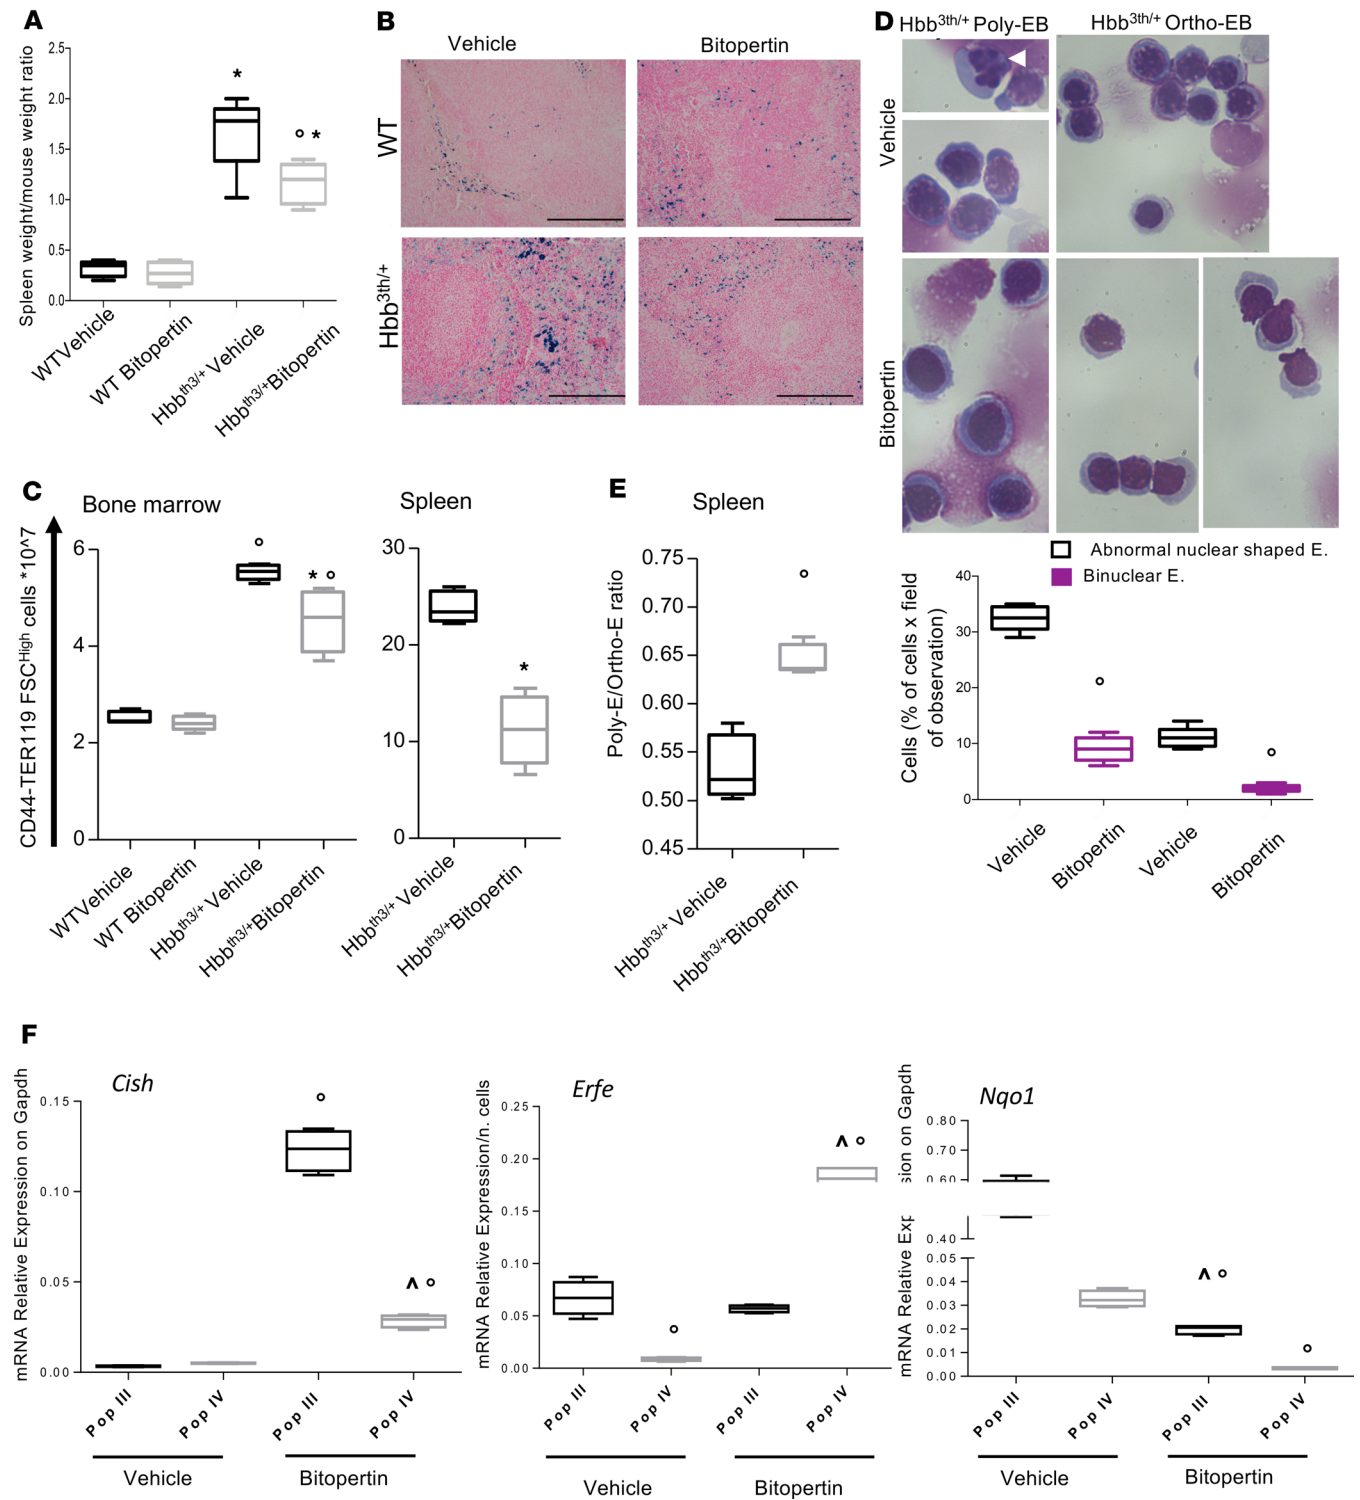 A
Spleen weight/mouse weight ratio
2.5
2.0
1.5
1.0
0.5
0.0
*
° *
WTVehicle
WT Bitopertin
Hbbth3/+ Vehicle
Hbbth3/+Bitopertin
B
Vehicle
Bitopertin
WT
Hbb3th/+
D
Hbb3th/+ Poly-EB
Hbb3th/+ Ortho-EB
Vehicle
Bitopertin
Abnormal nuclear shaped E.
Binuclear E.
Cells (% of cells x field
of observation)
40
30
20
10
0
°
°
Vehicle
Bitopertin
Vehicle
Bitopertin
C
Bone marrow
CD44-TER119 FSCHigh cells *10^7
6
4
2
0
°
* °
WTVehicle
WT Bitopertin
Hbbth3/+ Vehicle
Hbbth3/+Bitopertin
Spleen
30
20
10
0
*
Hbbth3/+ Vehicle
Hbbth3/+Bitopertin
E
Spleen
Poly-E/Ortho-E ratio
0.75
0.70
0.65
0.60
0.55
0.50
0.45
°
Hbbth3/+ Vehicle
Hbbth3/+Bitopertin
F
Cish
mRNA Relative Expression on Gapdh
0.15
0.10
0.05
0.00
°
^ °
Pop III
Pop IV
Pop III
Pop IV
Vehicle
Bitopertin
Erfe
mRNA Relative Expression/n. cells
0.25
0.20
0.15
0.10
0.05
0.00
°
^ °
Pop III
Pop IV
Pop III
Pop IV
Vehicle
Bitopertin
Nqo1
mRNA Relative Exp
sion on Gapdh
0.80
0.70
0.60
0.40
0.05
0.04
0.03
0.02
0.01
0.00
^ °
°
Pop III
Pop IV
Pop III
Pop IV
Vehicle
Bitopertin